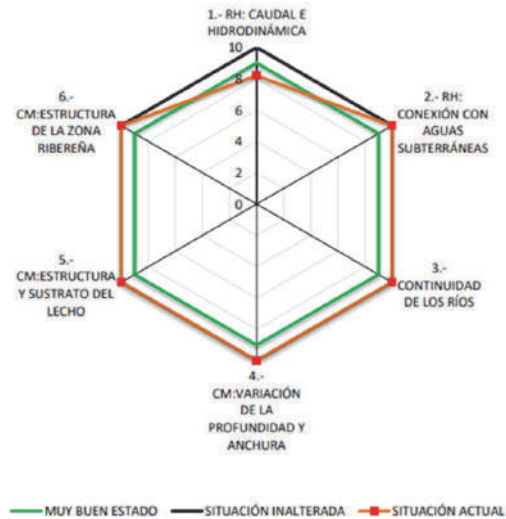 1.- RH: CAUDAL E
HIDRODINÁMICA
10
8
6
4
2
0
2.- RH:
CONEXIÓN CON
AGUAS
SUBTERRÁNEAS
3.-
CONTINUIDAD
DE LOS RÍOS
4.-
CM:VARIACIÓN
DE LA
PROFUNDIDAD Y
ANCHURA
5.-
CM:ESTRUCTURA
Y SUSTRATO DEL
LECHO
6.-
CM:ESTRUCTURA
DE LA ZONA
RIBEREÑA
MUY BUEN ESTADO SITUACIÓN INALTERADA SITUACIÓN ACTUAL